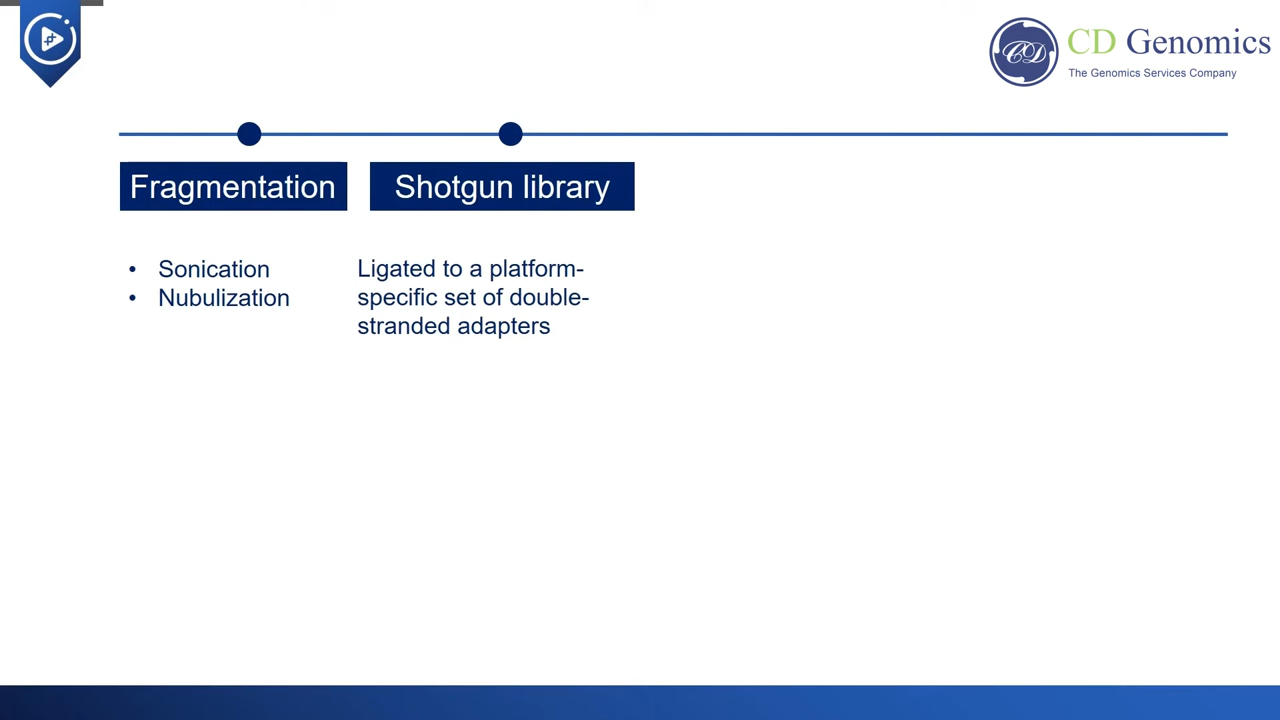 CD
CD Genomics
The Genomics Services Company
Fragmentation
Shotgun library
• Sonication
• Nubulization
Ligated to a platform-
specific set of double-
stranded adapters